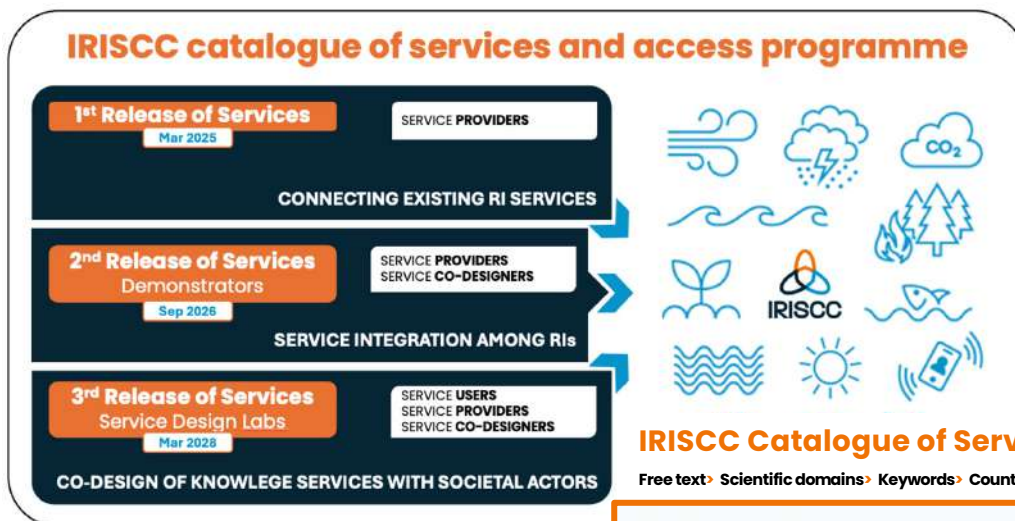 IRISCC catalogue of services and access programme
1st Release of Services
Mar 2025
SERVICE PROVIDERS
CONNECTING EXISTING RI SERVICES
2nd Release of Services
Demonstrators
Sep 2026
SERVICE PROVIDERS
SERVICE CO-DESIGNERS
SERVICE INTEGRATION AMONG RIs
3rd Release of Services
Service Design Labs
Mar 2028
SERVICE USERS
SERVICE PROVIDERS
SERVICE CO-DESIGNERS
CO-DESIGN OF KNOWLEGE SERVICES WITH SOCIETAL ACTORS
CO2
IRISCC
IRISCC Catalogue of Serv
Free text> Scientific domains> Keywords> Count